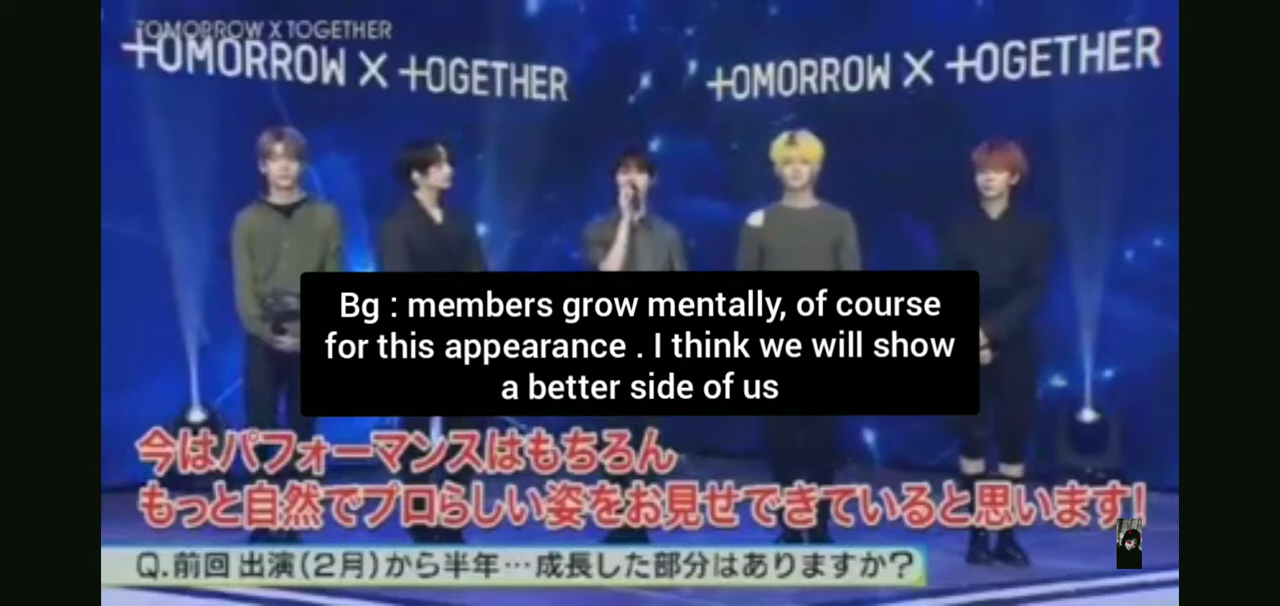 TOMORROW X TOGETHER
TOMORROW X TOGETHER
TOMORROW X TOGETHER
Bg : members grow mentally, of course
for this appearance . I think we will show
a better side of us
今はパフォーマンスはもちろん
もっと自然でプロらしい姿をお見せできていると思います!
Q.前回 出演(2月)から半年…成長した部分はありますか?